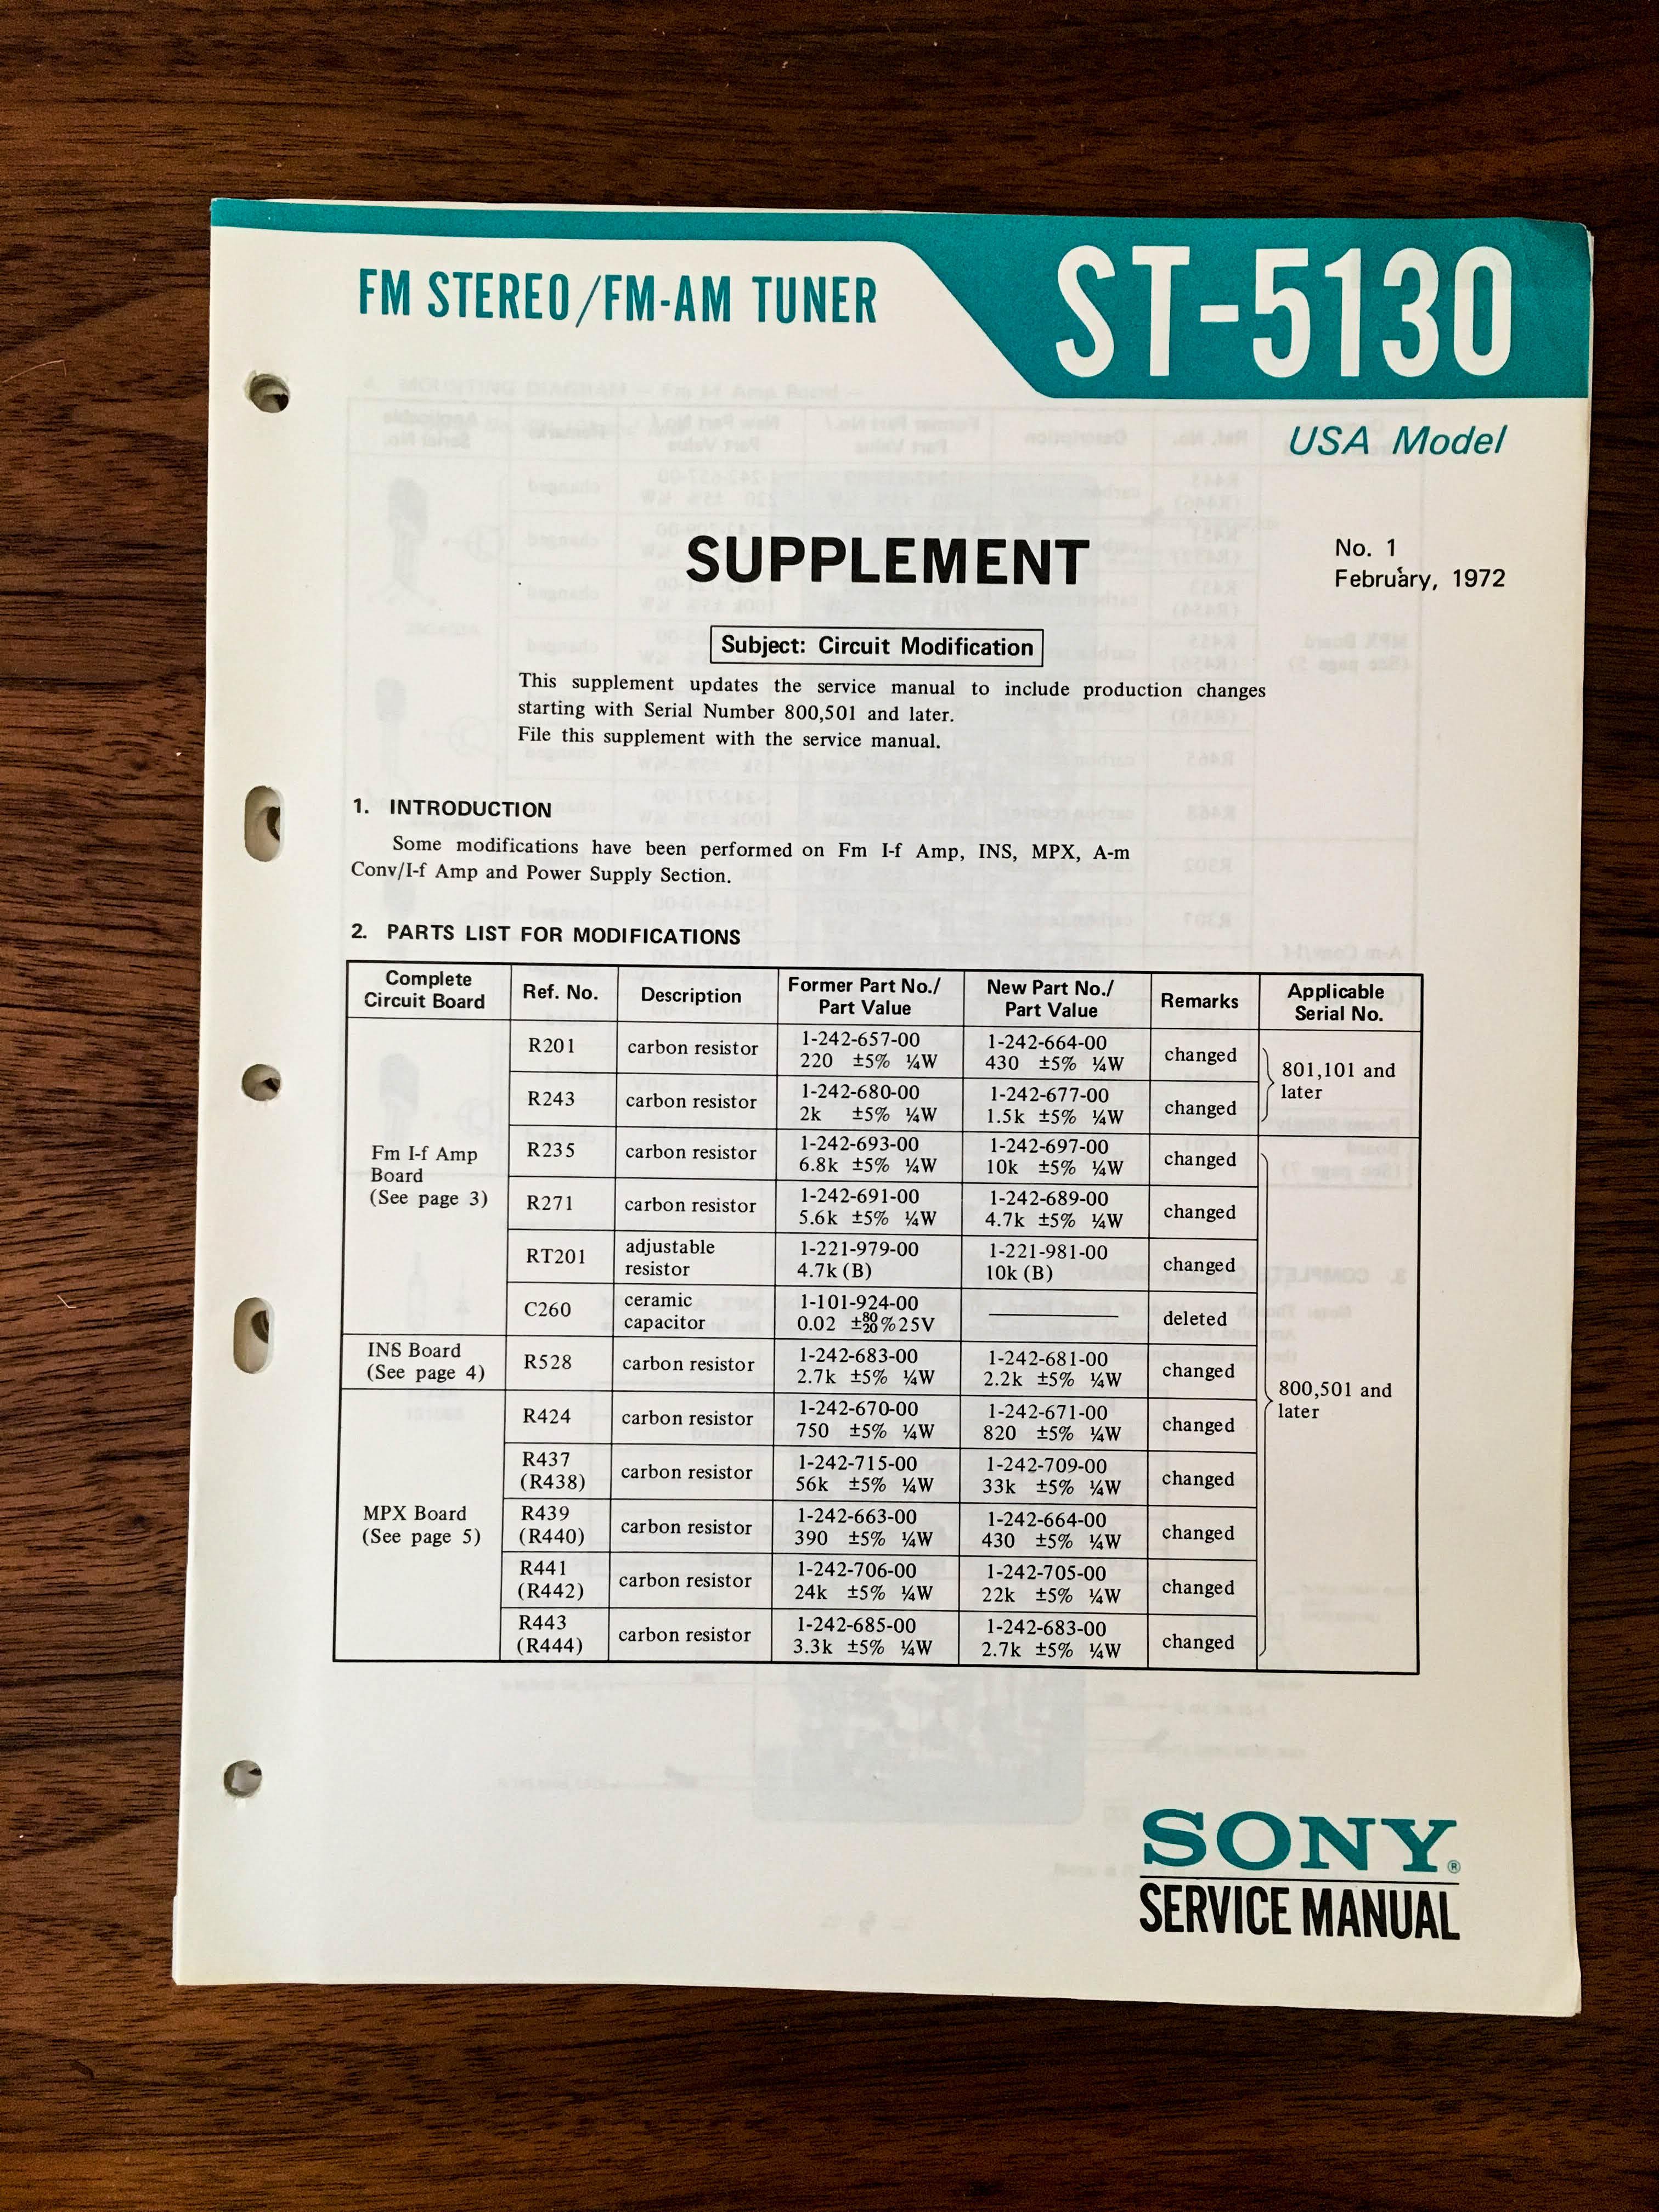 FM STEREO/FM-AM TUNER
ST-5130
USA Model
SUPPLEMENT
No. 1
February, 1972
Subject: Circuit Modification
This supplement updates the service manual to include production changes
starting with Serial Number 800,501 and later.
File this supplement with the service manual.
1. INTRODUCTION
Some modifications have been performed on Fm I-f Amp, INS, MPX, A-m
Conv/I-f Amp and Power Supply Section.
2. PARTS LIST FOR MODIFICATIONS
Complete Circuit Board Ref. No. Description Former Part No./ Part Value New Part No./ Part Value Remarks Applicable Serial No.
Fm I-f Amp Board (See page 3)
R201 carbon resistor 1-242-657-00 220 ±5% ¼W 1-242-664-00 430 ±5% ¼W changed
801,101 and later
R243 carbon resistor 1-242-680-00 2k ±5% ¼W 1-242-677-00 1.5k ±5% ¼W changed
R235 carbon resistor 1-242-693-00 6.8k ±5% ¼W 1-242-697-00 10k ±5% ¼W changed
R271 carbon resistor 1-242-691-00 5.6k ±5% ¼W 1-242-689-00 4.7k ±5% ¼W changed
RT201 adjustable resistor 1-221-979-00 4.7k (B) 1-221-981-00 10k (B) changed
C260 ceramic capacitor 1-101-924-00 0.02 ±80/20%25V ——— deleted
INS Board (See page 4)
R528 carbon resistor 1-242-683-00 2.7k ±5% ¼W 1-242-681-00 2.2k ±5% ¼W changed
800,501 and later
MPX Board (See page 5)
R424 carbon resistor 1-242-670-00 750 ±5% ¼W 1-242-671-00 820 ±5% ¼W changed
R437 (R438) carbon resistor 1-242-715-00 56k ±5% ¼W 1-242-709-00 33k ±5% ¼W changed
R439 (R440) carbon resistor 1-242-663-00 390 ±5% ¼W 1-242-664-00 430 ±5% ¼W changed
R441 (R442) carbon resistor 1-242-706-00 24k ±5% ¼W 1-242-705-00 22k ±5% ¼W changed
R443 (R444) carbon resistor 1-242-685-00 3.3k ±5% ¼W 1-242-683-00 2.7k ±5% ¼W changed
SONY®
SERVICE MANUAL